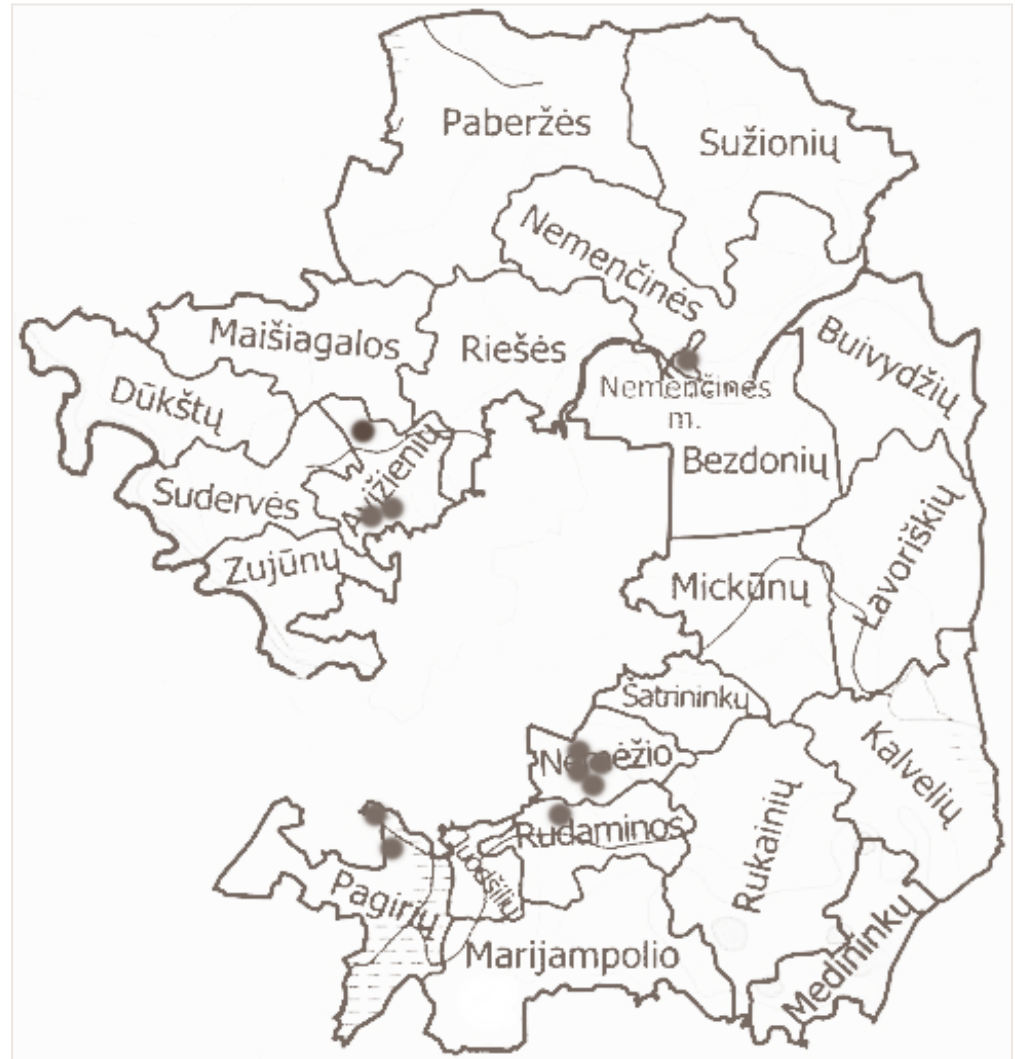 Paberžės
Sužionių
Nemenčinės
Buivydžių
Maišiagalos
Riešės
Dūkštų
Nemenčinės
m.
Avižienių
Bezdonių
Sudervės
Lavoriškių
Zujūnų
Mickūnų
Šatrininkų
Kalvelių
Nemėžio
Rukainių
Rudaminos
Juodšilių
Pagirių
Medininkų
Marijampolio